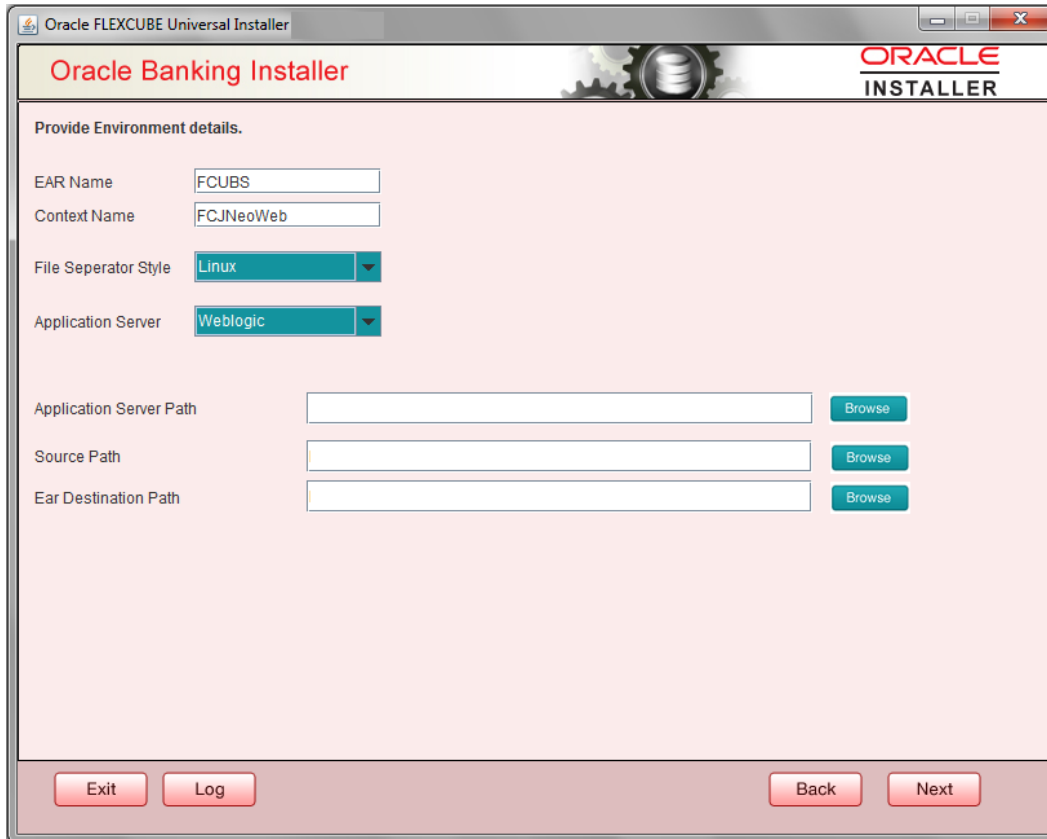 Oracle FLEXCUBE Universal Installer
Oracle Banking Installer
ORACLE
INSTALLER
Provide Environment details.
EAR Name FCUBS
Context Name FCJNeoWeb
File Seperator Style Linux
Application Server Weblogic
Application Server Path Browse
Source Path Browse
Ear Destination Path Browse
Exit Log Back Next